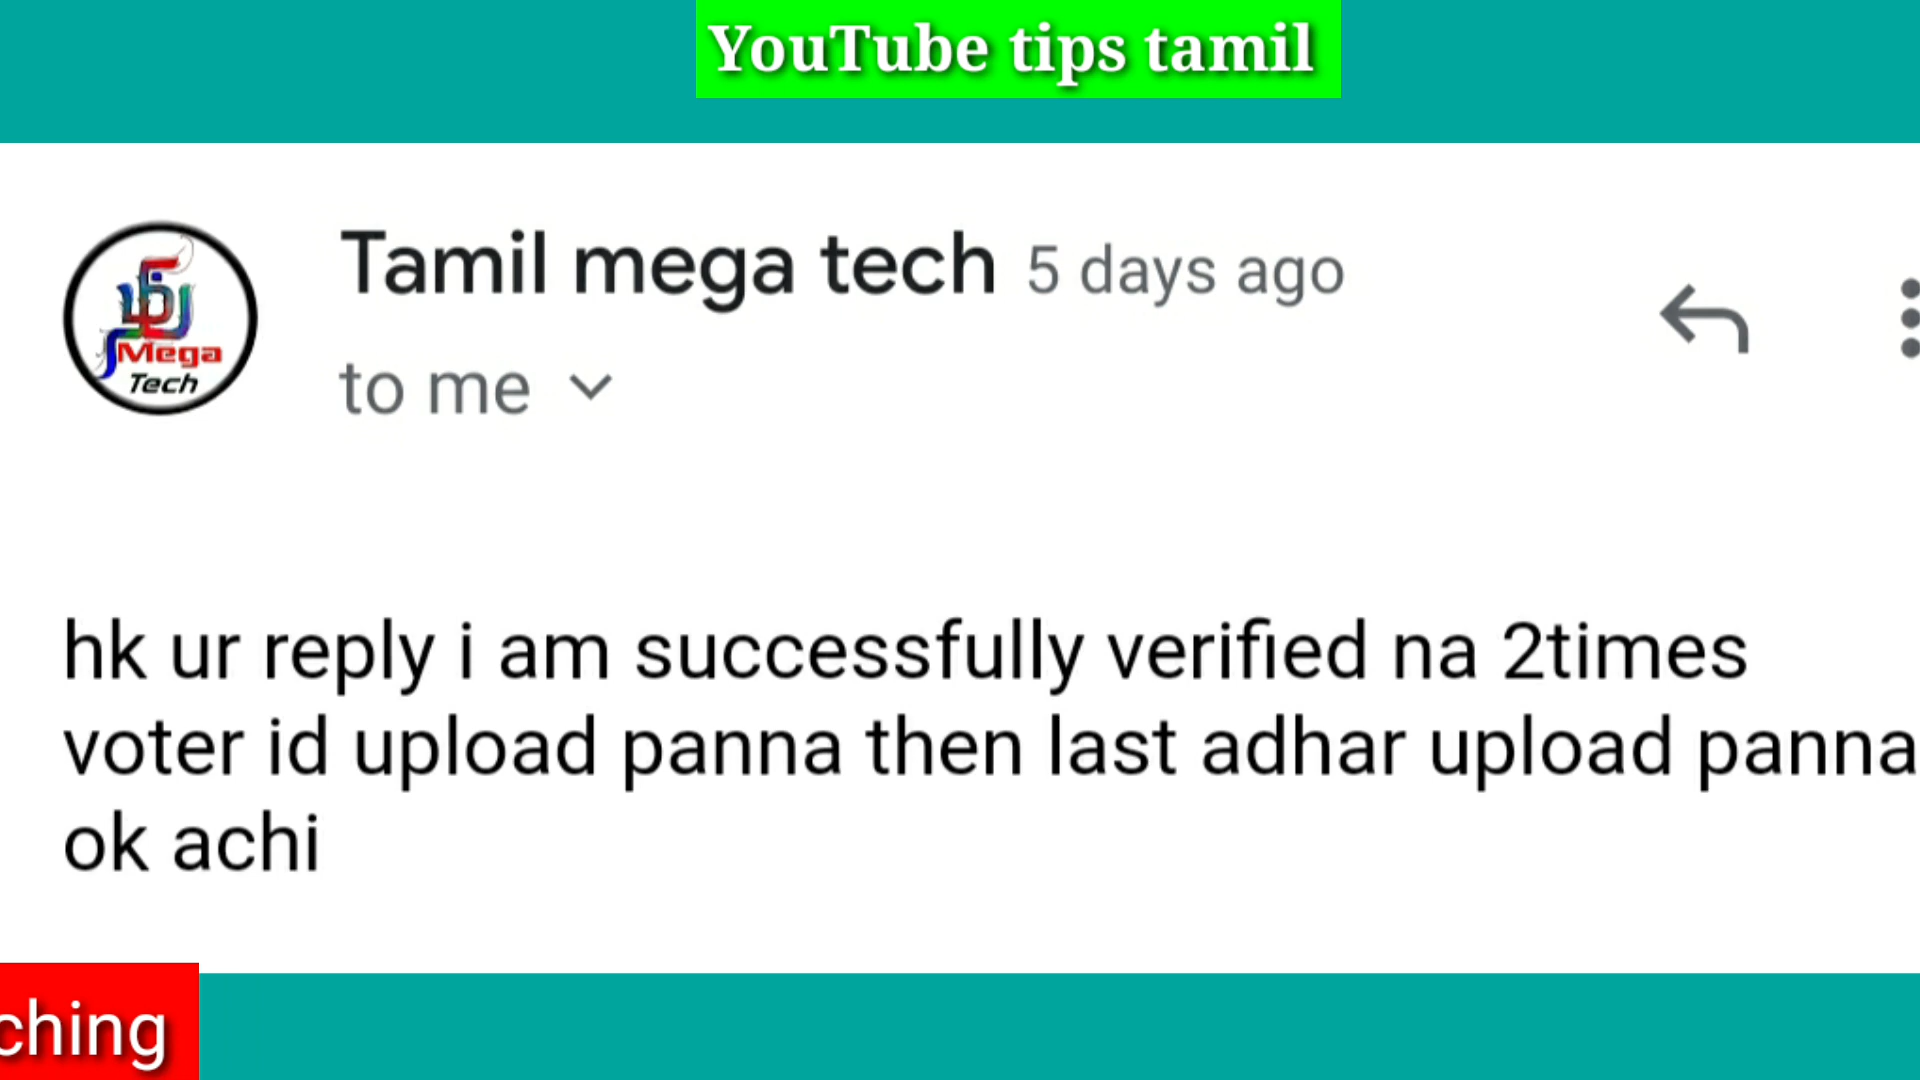 YouTube tips tamil
Tamil mega tech 5 days ago
to me
Mega
Tech
hk ur reply i am successfully verified na 2times
voter id upload panna then last adhar upload panna
ok achi
ching